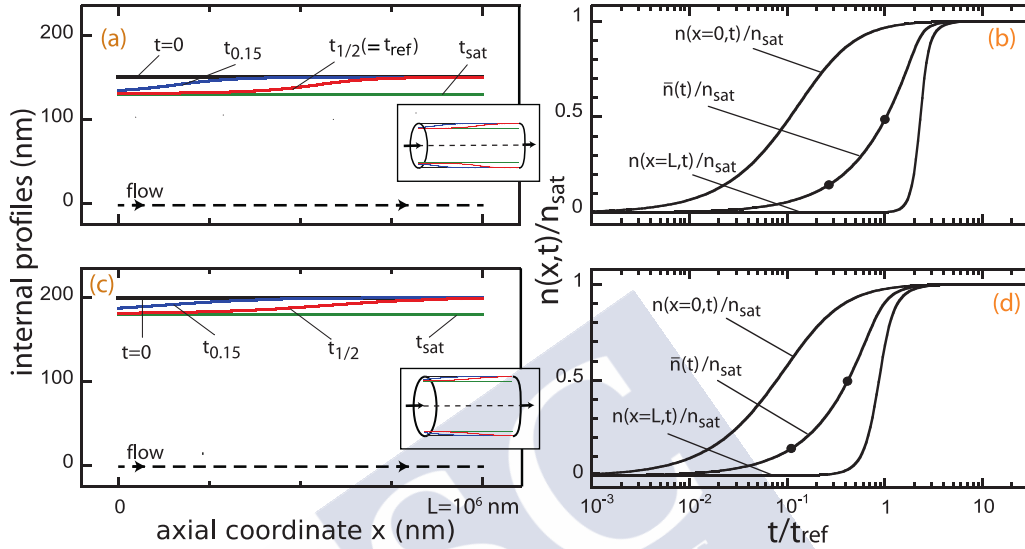 internal profiles (nm)
(a)
200
100
0
t=0
t0.15
t1/2(= tref)
tsat
flow
(b)
n(x,t)/nsat
1
0.5
0
n(x=0,t)/nsat
n̄(t)/nsat
n(x=L,t)/nsat
(c)
200
100
0
t=0
t0.15
t1/2
tsat
flow
0
L=10⁶ nm
axial coordinate x (nm)
(d)
1
0.5
0
n(x=0,t)/nsat
n̄(t)/nsat
n(x=L,t)/nsat
10⁻³
10⁻²
10⁻¹
1
10
t/tref
SC